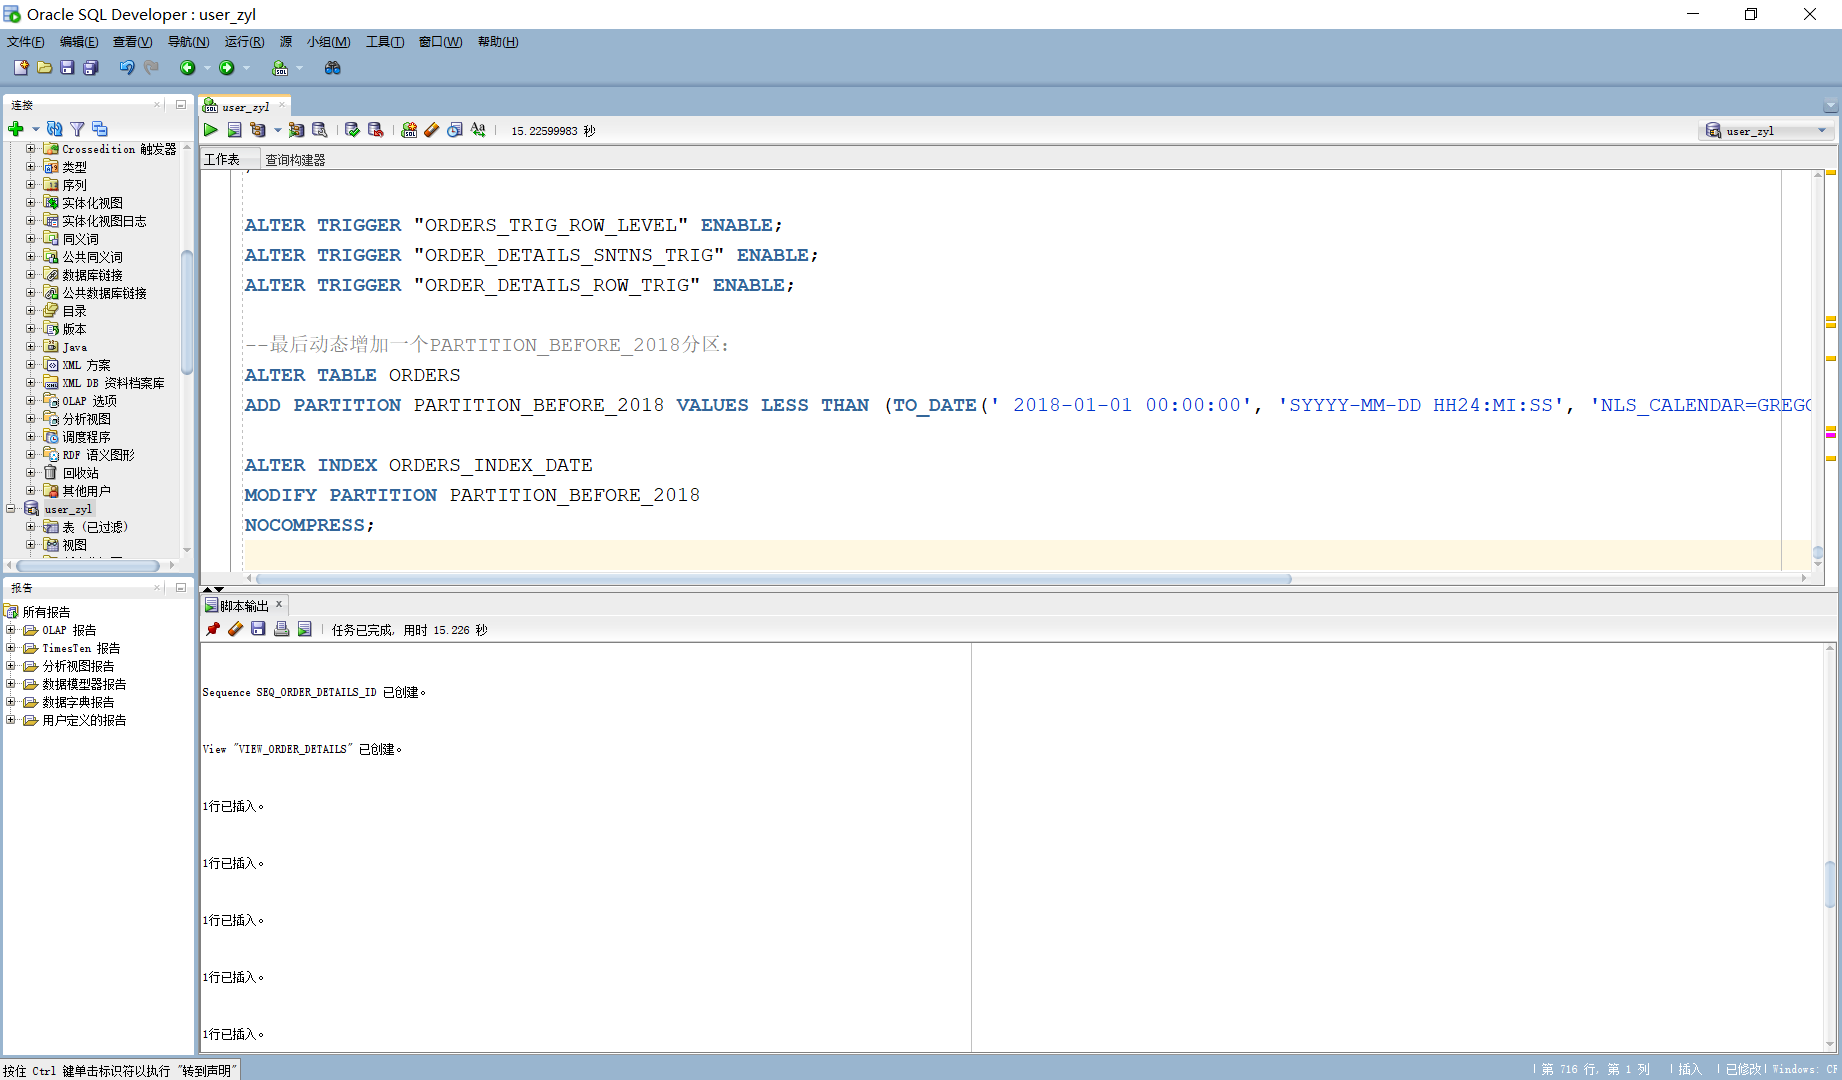 Oracle SQL Developer : user_zyl
文件(F) 编辑(E) 查看(V) 导航(N) 运行(R) 源 小组(M) 工具(T) 窗口(W) 帮助(H)
连接
Crossedition 触发器
类型
序列
实体化视图
实体化视图日志
同义词
公共同义词
数据库链接
公共数据库链接
目录
版本
Java
XML 方案
XML DB 资料档案库
OLAP 选项
分析视图
调度程序
RDF 语义图形
回收站
其他用户
user_zyl
表 (已过滤)
视图
报告
所有报告
OLAP 报告
TimesTen 报告
分析视图报告
数据模型器报告
数据字典报告
用户定义的报告
user_zyl
15.22599983 秒
user_zyl
工作表 查询构建器
ALTER TRIGGER "ORDERS_TRIG_ROW_LEVEL" ENABLE;
ALTER TRIGGER "ORDER_DETAILS_SNTNS_TRIG" ENABLE;
ALTER TRIGGER "ORDER_DETAILS_ROW_TRIG" ENABLE;
--最后动态增加一个PARTITION_BEFORE_2018分区:
ALTER TABLE ORDERS
ADD PARTITION PARTITION_BEFORE_2018 VALUES LESS THAN (TO_DATE(' 2018-01-01 00:00:00', 'SYYYY-MM-DD HH24:MI:SS', 'NLS_CALENDAR=GREGO
ALTER INDEX ORDERS_INDEX_DATE
MODIFY PARTITION PARTITION_BEFORE_2018
NOCOMPRESS;
脚本输出
任务已完成, 用时 15.226 秒
Sequence SEQ_ORDER_DETAILS_ID 已创建。
View "VIEW_ORDER_DETAILS" 已创建。
1行已插入。
1行已插入。
1行已插入。
1行已插入。
1行已插入。
按住 Ctrl 键单击标识符以执行 "转到声明"
第 716 行, 第 1 列 | 插入 | 已修改| Windows: CR